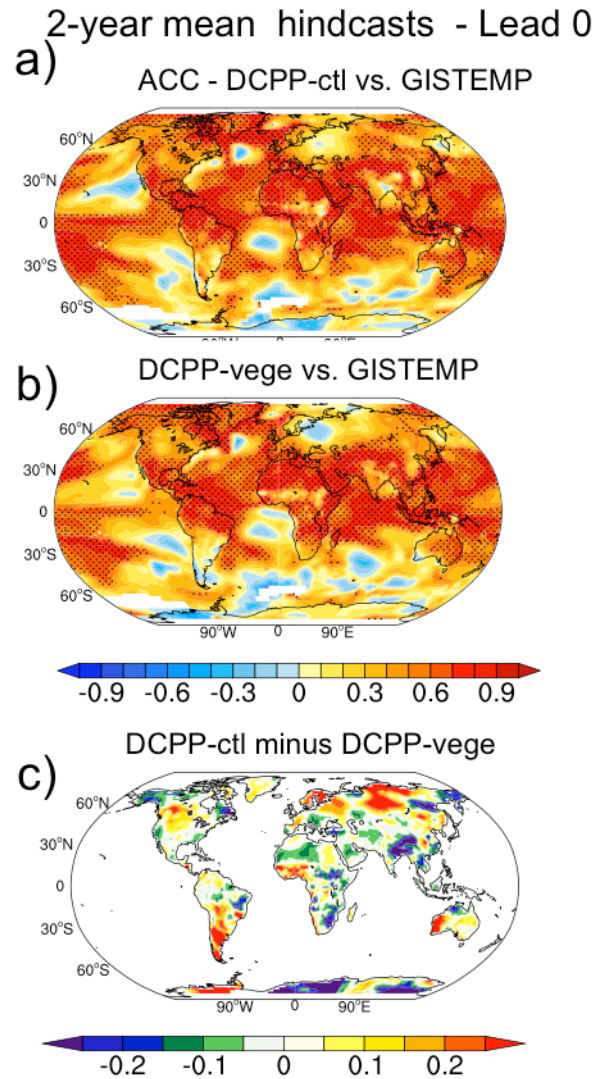 2-year mean hindcasts - Lead 0
a)
ACC - DCPP-ctl vs. GISTEMP
60°N
30°N
0
30°S
60°S
b)
DCPP-vege vs. GISTEMP
60°N
30°N
0
30°S
60°S
90°W 0 90°E
-0.9 -0.6 -0.3 0 0.3 0.6 0.9
DCPP-ctl minus DCPP-vege
c)
60°N
30°N
0
30°S
60°S
90°W 0 90°E
-0.2 -0.1 0 0.1 0.2